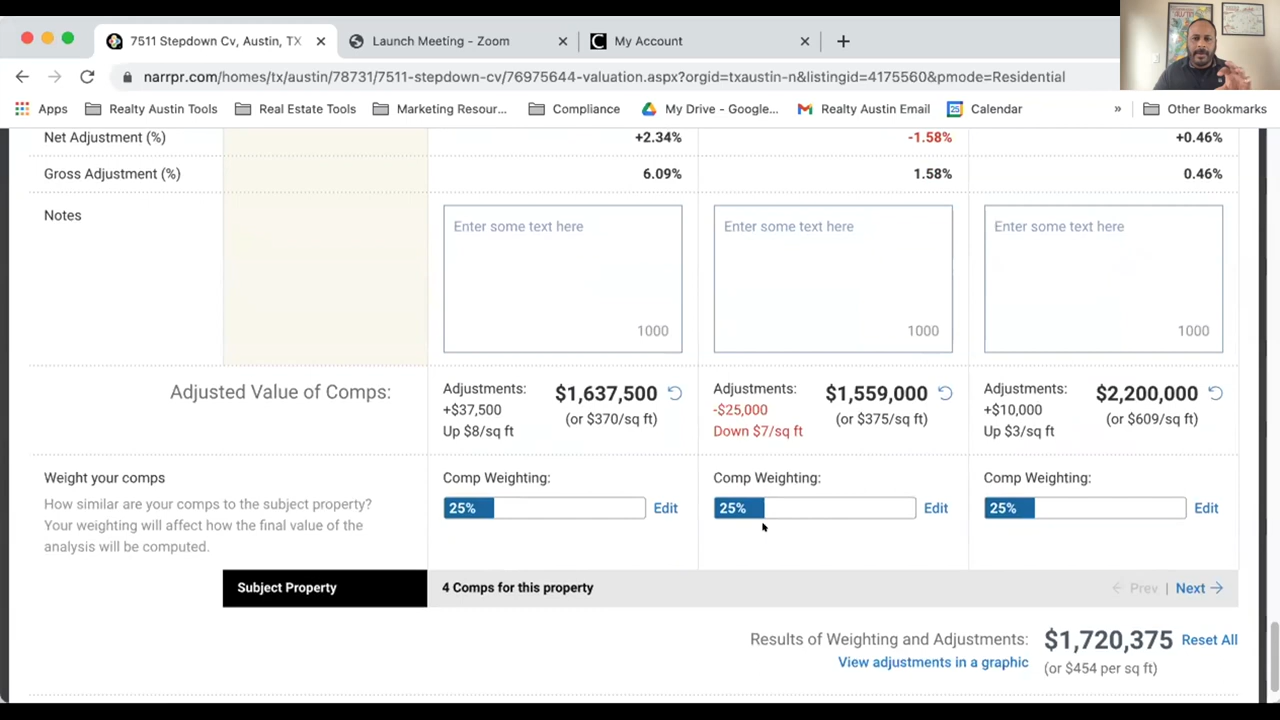 7511 Stepdown Cv, Austin, TX
Launch Meeting - Zoom
My Account
narrpr.com/homes/tx/austin/78731/7511-stepdown-cv/76975644-valuation.aspx?orgid=txaustin-n&listingid=4175560&pmode=Residential
Apps Realty Austin Tools Real Estate Tools Marketing Resour... Compliance My Drive - Google... Realty Austin Email Calendar » Other Bookmarks
Net Adjustment (%) +2.34% -1.58% +0.46%
Gross Adjustment (%) 6.09% 1.58% 0.46%
Notes
Enter some text here Enter some text here Enter some text here
1000 1000 1000
Adjusted Value of Comps:
Adjustments: $1,637,500
+$37,500 (or $370/sq ft)
Up $8/sq ft
Adjustments: $1,559,000
-$25,000 (or $375/sq ft)
Down $7/sq ft
Adjustments: $2,200,000
+$10,000 (or $609/sq ft)
Up $3/sq ft
Weight your comps
How similar are your comps to the subject property?
Your weighting will affect how the final value of the
analysis will be computed.
Comp Weighting: Comp Weighting: Comp Weighting:
25% Edit 25% Edit 25% Edit
Subject Property 4 Comps for this property Prev | Next
Results of Weighting and Adjustments: $1,720,375 Reset All
View adjustments in a graphic (or $454 per sq ft)